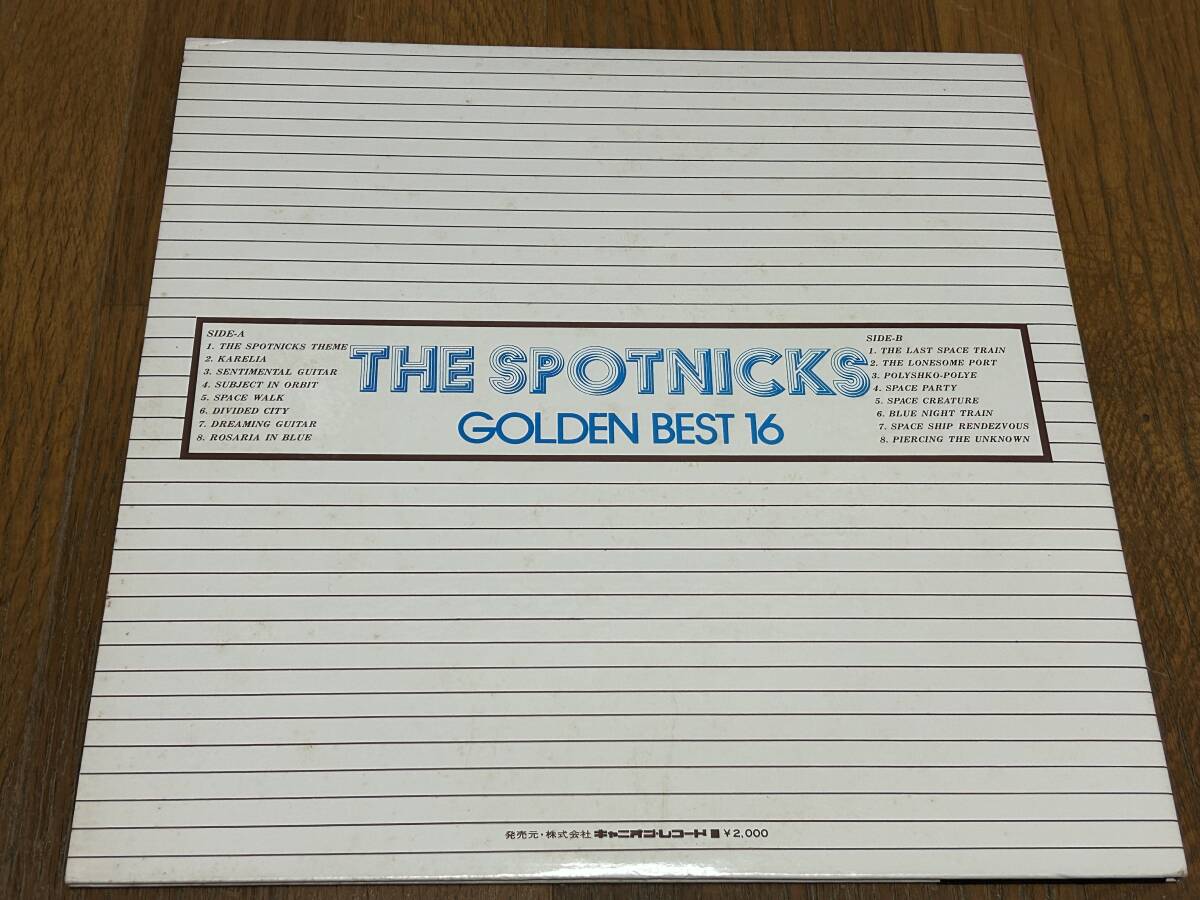 SIDE-A
1. THE SPOTNICKS THEME
2. KARELIA
3. SENTIMENTAL GUITAR
4. SUBJECT IN ORBIT
5. SPACE WALK
6. DIVIDED CITY
7. DREAMING GUITAR
8. ROSARIA IN BLUE
THE SPOTNICKS
GOLDEN BEST 16
SIDE-B
1. THE LAST SPACE TRAIN
2. THE LONESOME PORT
3. POLYSHKO-POLYE
4. SPACE PARTY
5. SPACE CREATURE
6. BLUE NIGHT TRAIN
7. SPACE SHIP RENDEZVOUS
8. PIERCING THE UNKNOWN
発売元・株式会社 キャニオン・レコード ¥2,000